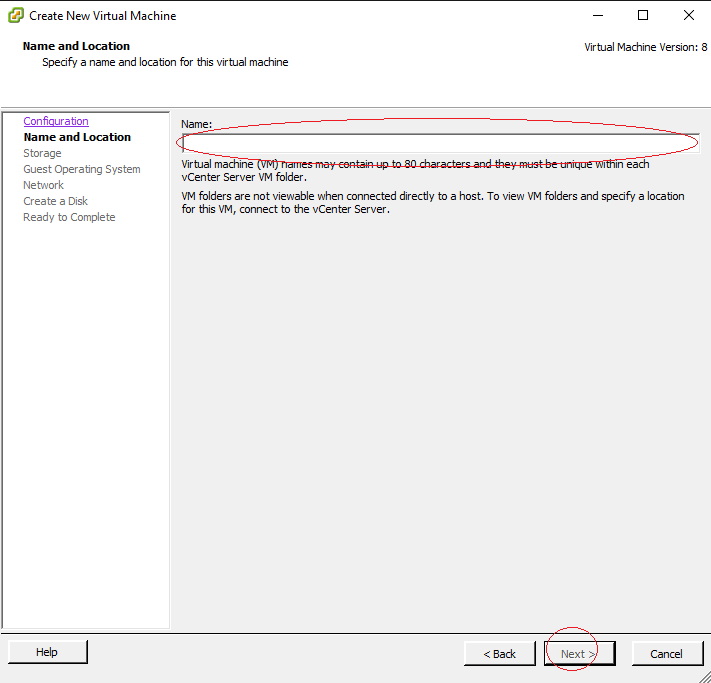 Create New Virtual Machine
Name and Location
Specify a name and location for this virtual machine
Virtual Machine Version: 8
Configuration
Name and Location
Storage
Guest Operating System
Network
Create a Disk
Ready to Complete
Name:
Virtual machine (VM) names may contain up to 80 characters and they must be unique within each
vCenter Server VM folder.
VM folders are not viewable when connected directly to a host. To view VM folders and specify a location
for this VM, connect to the vCenter Server.
Help
< Back
Next >
Cancel